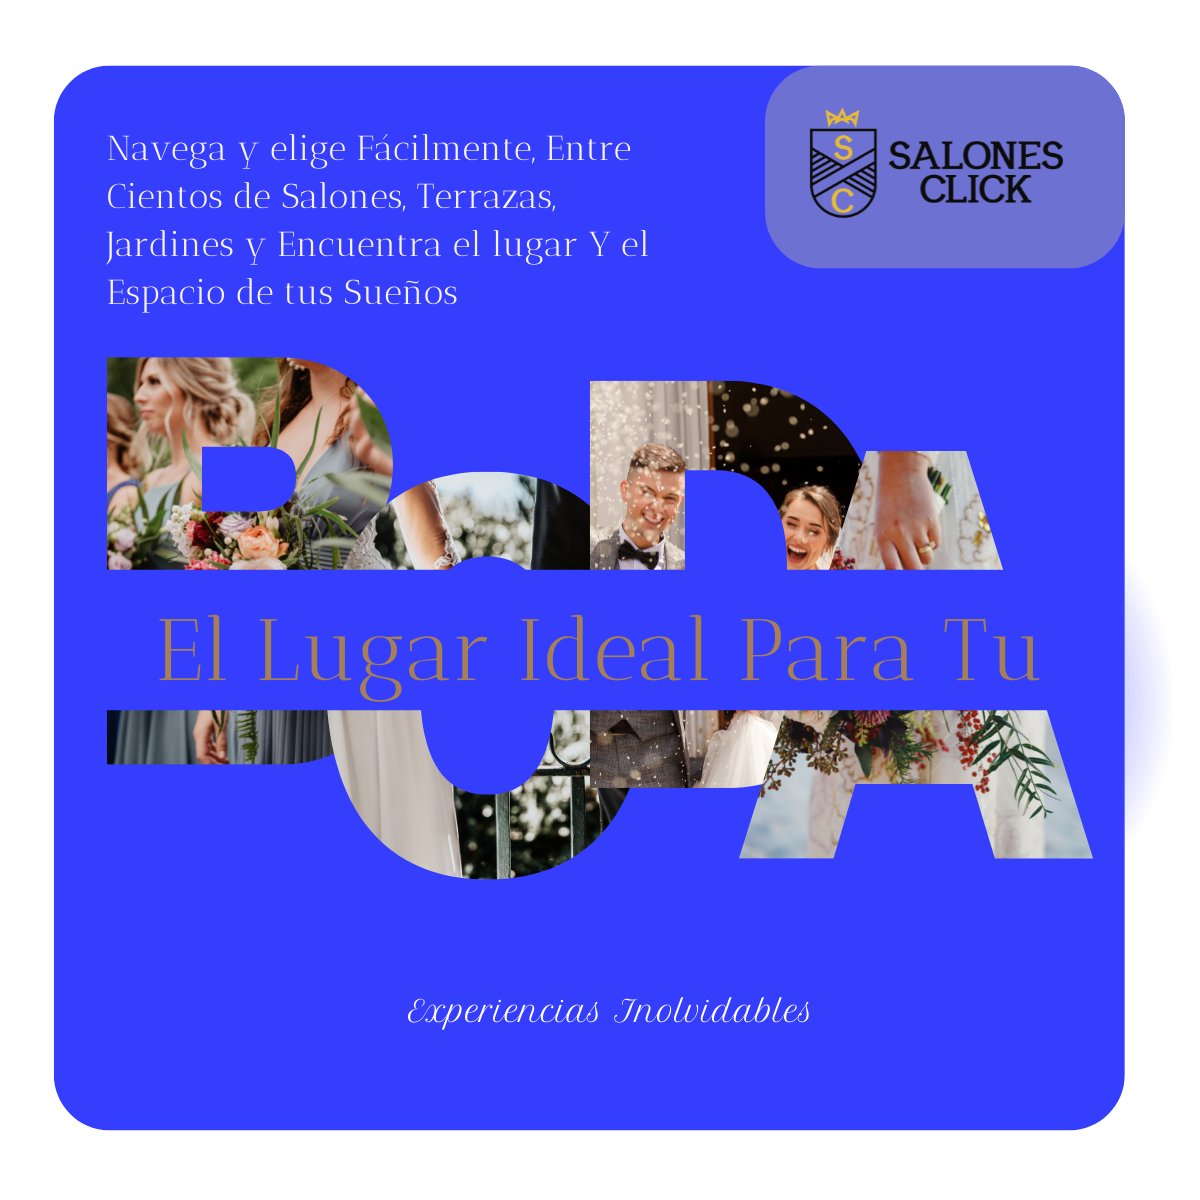 Navega y elige Fácilmente, Entre
Cientos de Salones, Terrazas,
Jardines y Encuentra el lugar Y el
Espacio de tus Sueños
S
C
SALONES
CLICK
BODA
El Lugar Ideal Para Tu
Experiencias Inolvidables